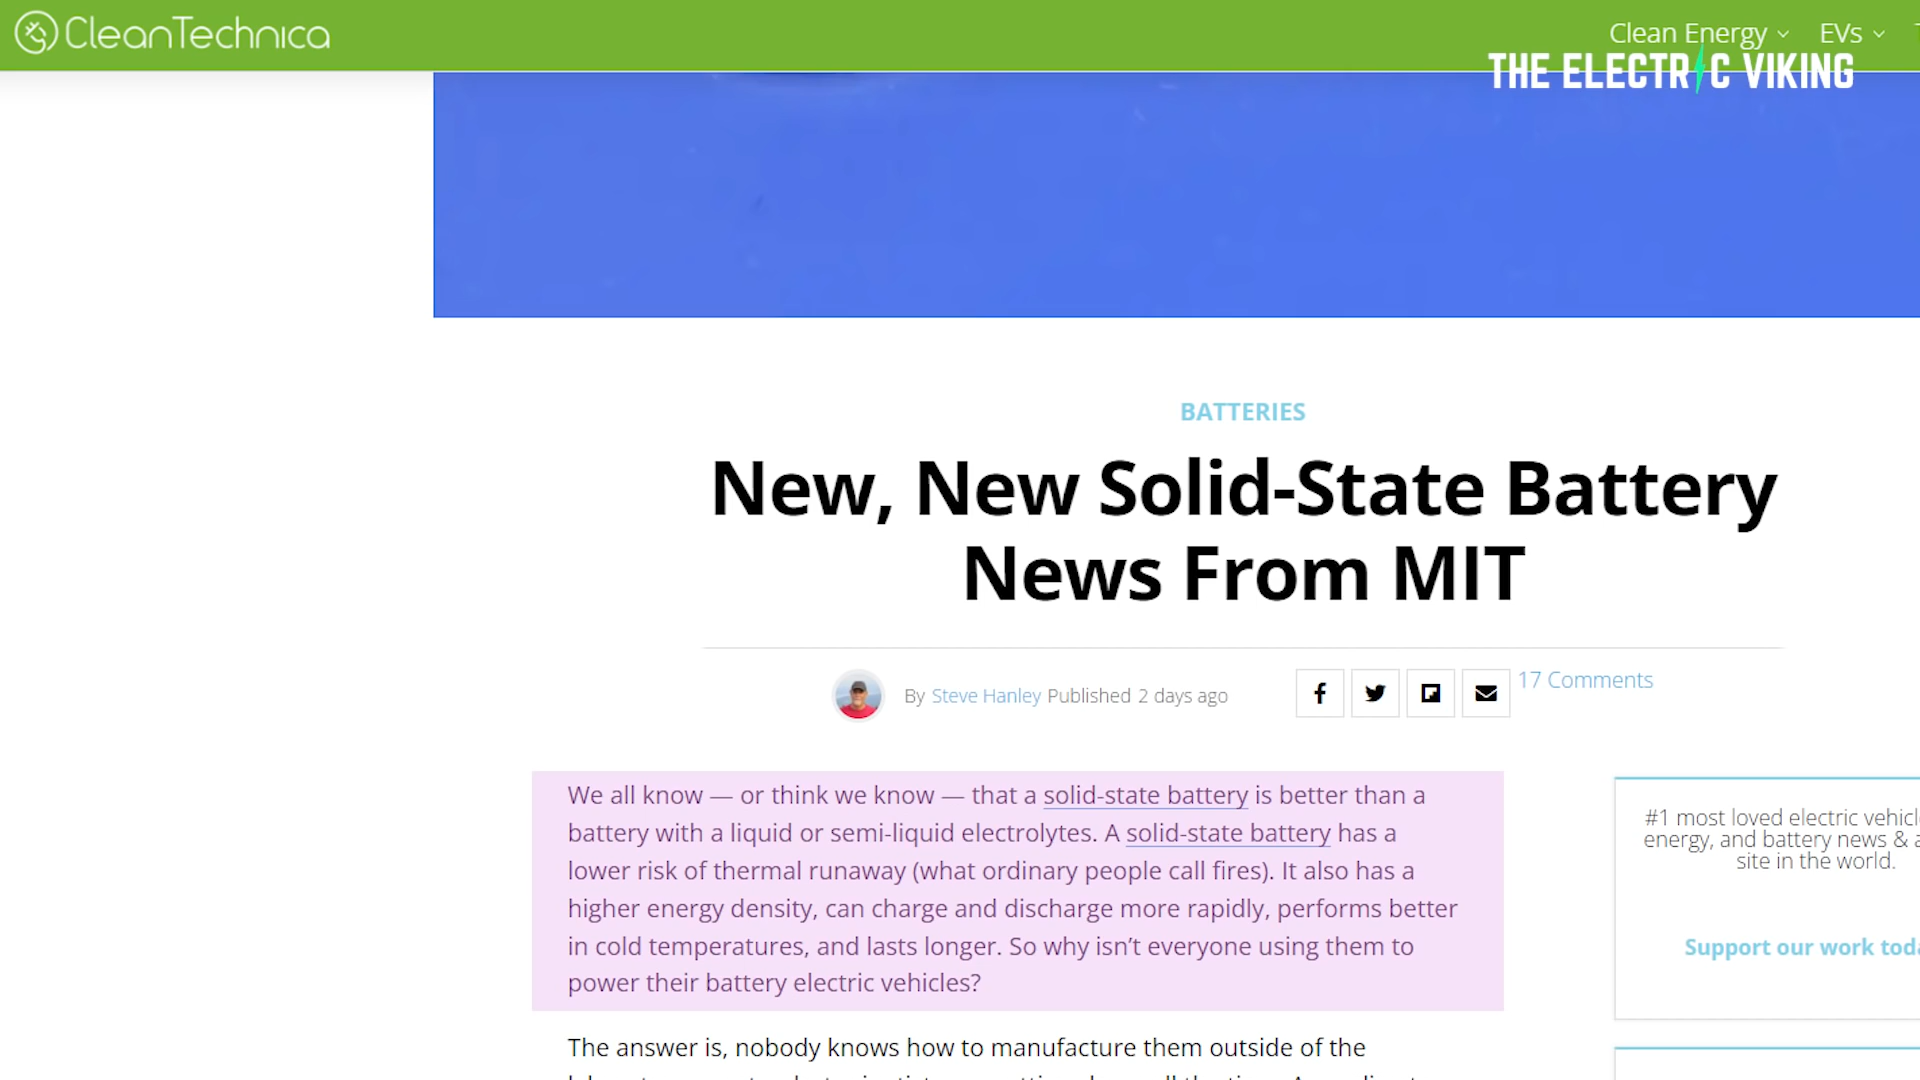 CleanTechnica
Clean Energy
EVs
THE ELECTRIC VIKING
BATTERIES
New, New Solid-State Battery
News From MIT
By Steve Hanley Published 2 days ago
17 Comments
We all know — or think we know — that a solid-state battery is better than a
battery with a liquid or semi-liquid electrolytes. A solid-state battery has a
lower risk of thermal runaway (what ordinary people call fires). It also has a
higher energy density, can charge and discharge more rapidly, performs better
in cold temperatures, and lasts longer. So why isn't everyone using them to
power their battery electric vehicles?
The answer is, nobody knows how to manufacture them outside of the
#1 most loved electric
energy, and battery news &
site in the world.
Support our work